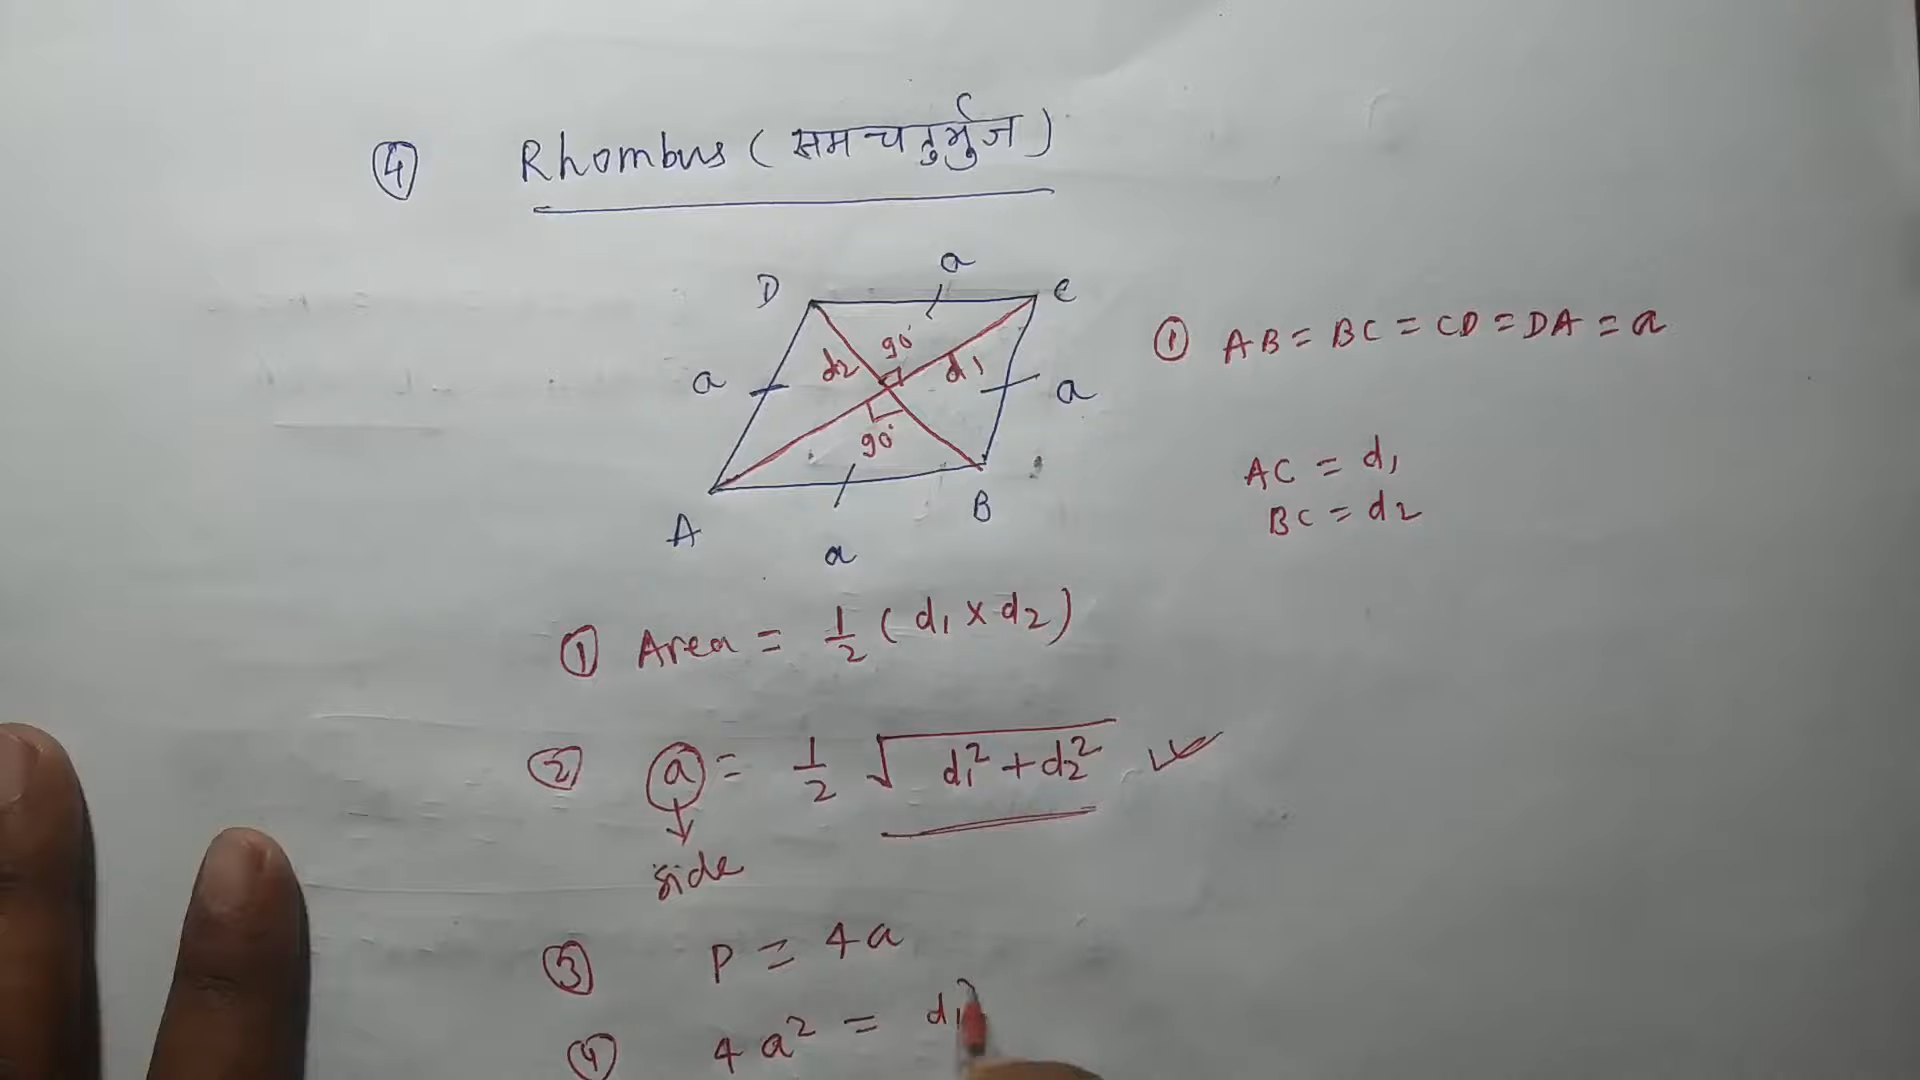 ④ Rhombus (समचतुर्भुज)
a
D C
① AB = BC = CD = DA = a
90° d2 d1
a a
90°
AC = d1
BC = d2
A B
a
① Area = 1/2 (d1 × d2)
② a = 1/2 √(d1² + d2²)
side
③ P = 4a
④ 4a² = d1²